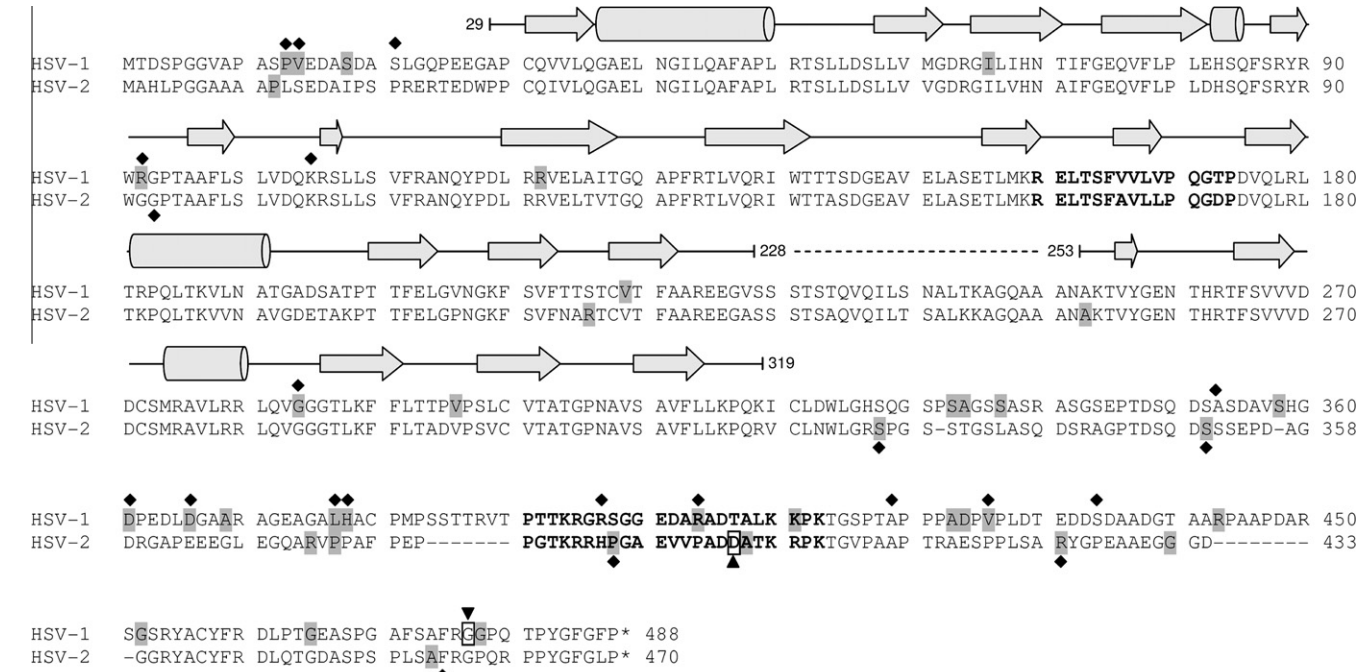 29
HSV-1 MTDSPGGVAP ASPVEDASDA SLGQPEEGAP CQVVLQGAEL NGILQAFAPL RTSLLDSLLV MGDRGILIHN TIFGEQVFLP LEHSQFSRYR 90
HSV-2 MAHLPGGAAA APLSEDAIPS PRERTEDWPP CQIVLQGAEL NGILQAFAPL RTSLLDSLLV VGDRGILVHN AIFGEQVFLP LDHSQFSRYR 90
HSV-1 WRGPTAAFLS LVDQKRSLLS VFRANQYPDL RRVELAITGQ APFRTLVQRI WTTTSDGEAV ELASETLMKR ELTSFVVLVP QGTPDVQLRL 180
HSV-2 WGGPTAAFLS LVDQKRSLLS VFRANQYPDL RRVELTVTGQ APFRTLVQRI WTTASDGEAV ELASETLMKR ELTSFAVLLP QGDPDVQLRL 180
228 253
HSV-1 TRPQLTKVLN ATGADSATPT TFELGVNGKF SVFTTSTCVT FAAREEGVSS STSTQVQILS NALTKAGQAA ANAKTVYGEN THRTFSVVVD 270
HSV-2 TKPQLTKVVN AVGDETAKPT TFELGPNGKF SVFNARTCVT FAAREEGASS STSAQVQILT SALKKAGQAA ANAKTVYGEN THRTFSVVVD 270
319
HSV-1 DCSMRAVLRR LQVGGGTLKF FLTTPVPSLC VTATGPNAVS AVFLLKPQKI CLDWLGHSQG SPSAGSSASR ASGSEPTDSQ DSASDAVSHG 360
HSV-2 DCSMRAVLRR LQVGGGTLKF FLTADVPSVC VTATGPNAVS AVFLLKPQRV CLNWLGRSPG S-STGSLASQ DSRAGPTDSQ DSSSEPD-AG 358
HSV-1 DPEDLDGAAR AGEAGALHAC PMPSSTTRVT PTTKRGRSGG EDARADTALK KPKTGSPTAP PPADPVPLDT EDDSDAADGT AARPAAPDAR 450
HSV-2 DRGAPEEEGL EGQARVPPAF PEP------- PGTKRRHPGA EVVPADDATK RPKTGVPAAP TRAESPPLSA RYGPEAAEGG GD-------- 433
HSV-1 SGSRYACYFR DLPTGEASPG AFSAFRGGPQ TPYGFGFP* 488
HSV-2 -GGRYACYFR DLQTGDASPS PLSAFRGPQR PPYGFGLP* 470